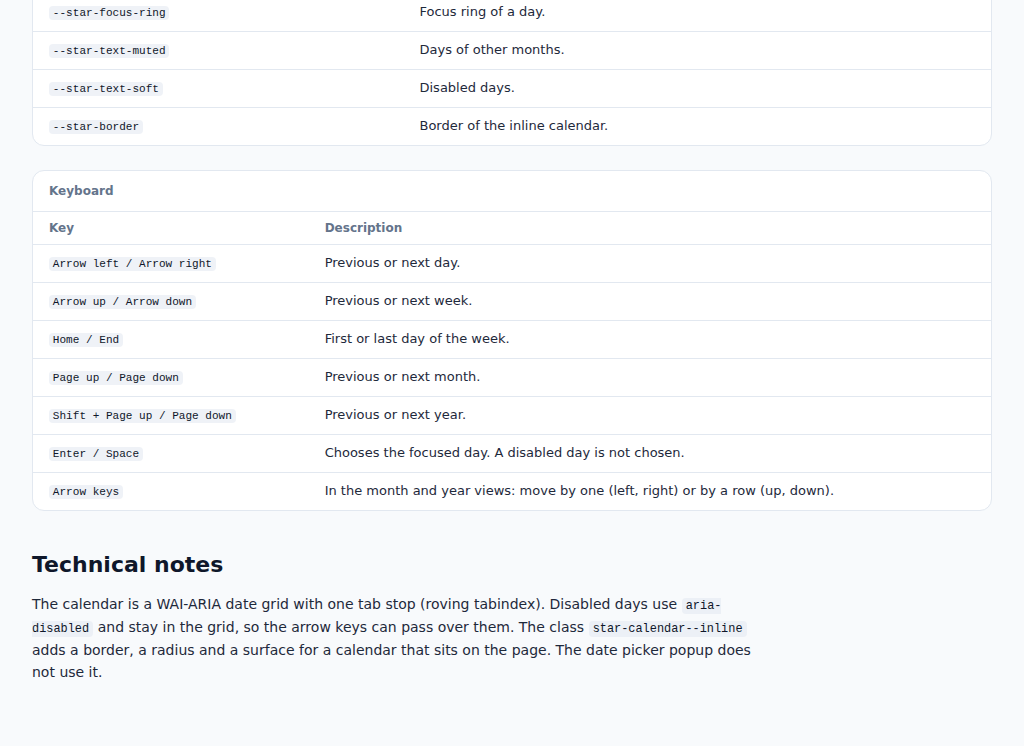 --star-focus-ring Focus ring of a day.
--star-text-muted Days of other months.
--star-text-soft Disabled days.
--star-border Border of the inline calendar.
Keyboard
Key Description
Arrow left / Arrow right Previous or next day.
Arrow up / Arrow down Previous or next week.
Home / End First or last day of the week.
Page up / Page down Previous or next month.
Shift + Page up / Page down Previous or next year.
Enter / Space Chooses the focused day. A disabled day is not chosen.
Arrow keys In the month and year views: move by one (left, right) or by a row (up, down).
Technical notes
The calendar is a WAI-ARIA date grid with one tab stop (roving tabindex). Disabled days use aria-
disabled and stay in the grid, so the arrow keys can pass over them. The class star-calendar--inline
adds a border, a radius and a surface for a calendar that sits on the page. The date picker popup does
not use it.